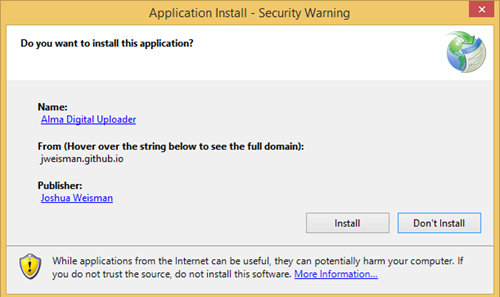 Application Install - Security Warning
Do you want to install this application?
Name:
Alma Digital Uploader
From (Hover over the string below to see the full domain):
jweisman.github.io
Publisher:
Joshua Weisman
Install
Don't Install
While applications from the Internet can be useful, they can potentially harm your computer. If
you do not trust the source, do not install this software. More Information...